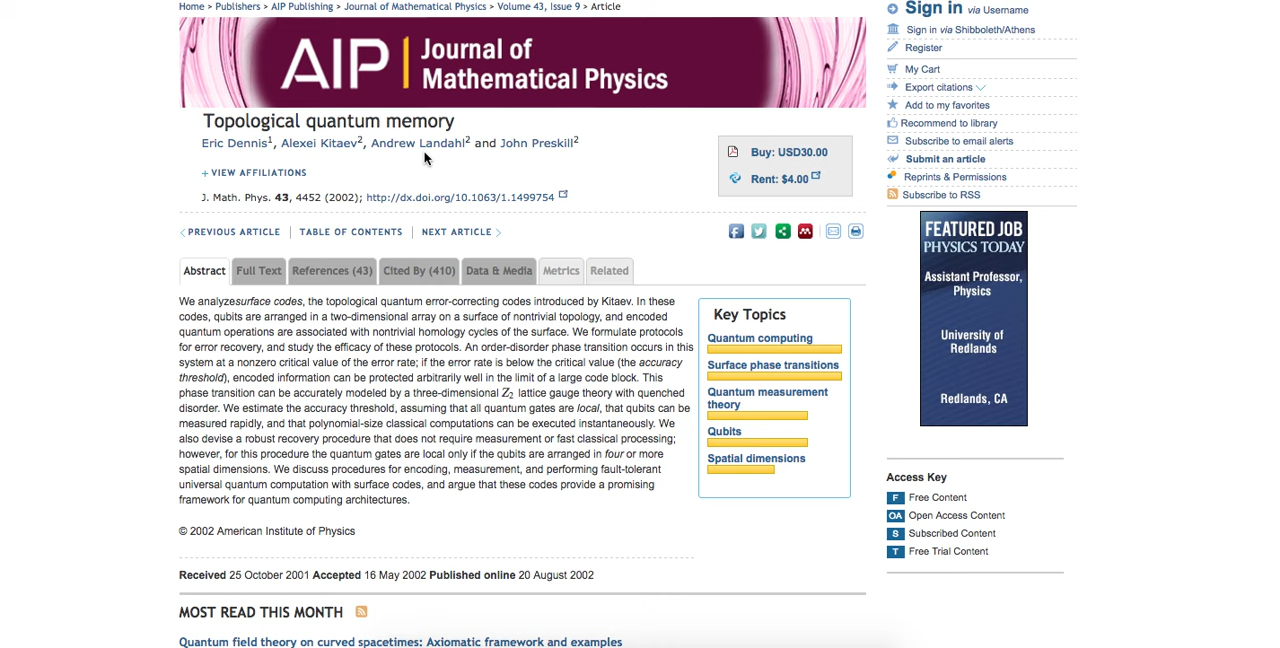 Home > Publishers > AIP Publishing > Journal of Mathematical Physics > Volume 43, Issue 9 > Article
AIP | Journal of
Mathematical Physics
Topological quantum memory
Eric Dennis1, Alexei Kitaev2, Andrew Landahl2 and John Preskill2
+ VIEW AFFILIATIONS
J. Math. Phys. 43, 4452 (2002); http://dx.doi.org/10.1063/1.1499754
Buy: USD30.00
Rent: $4.00
PREVIOUS ARTICLE | TABLE OF CONTENTS | NEXT ARTICLE
Abstract Full Text References (43) Cited By (410) Data & Media Metrics Related
We analyzesurface codes, the topological quantum error-correcting codes introduced by Kitaev. In these
codes, qubits are arranged in a two-dimensional array on a surface of nontrivial topology, and encoded
quantum operations are associated with nontrivial homology cycles of the surface. We formulate protocols
for error recovery, and study the efficacy of these protocols. An order-disorder phase transition occurs in this
system at a nonzero critical value of the error rate; if the error rate is below the critical value (the accuracy
threshold), encoded information can be protected arbitrarily well in the limit of a large code block. This
phase transition can be accurately modeled by a three-dimensional Z2 lattice gauge theory with quenched
disorder. We estimate the accuracy threshold, assuming that all quantum gates are local, that qubits can be
measured rapidly, and that polynomial-size classical computations can be executed instantaneously. We
also devise a robust recovery procedure that does not require measurement or fast classical processing;
however, for this procedure the quantum gates are local only if the qubits are arranged in four or more
spatial dimensions. We discuss procedures for encoding, measurement, and performing fault-tolerant
universal quantum computation with surface codes, and argue that these codes provide a promising
framework for quantum computing architectures.
© 2002 American Institute of Physics
Received 25 October 2001 Accepted 16 May 2002 Published online 20 August 2002
MOST READ THIS MONTH
Quantum field theory on curved spacetimes: Axiomatic framework and examples
Key Topics
Quantum computing
Surface phase transitions
Quantum measurement
theory
Qubits
Spatial dimensions
Sign in via Username
Sign in via Shibboleth/Athens
Register
My Cart
Export citations
Add to my favorites
Recommend to library
Subscribe to email alerts
Submit an article
Reprints & Permissions
Subscribe to RSS
FEATURED JOB
PHYSICS TODAY
Assistant Professor,
Physics
University of
Redlands
Redlands, CA
Access Key
F Free Content
OA Open Access Content
S Subscribed Content
T Free Trial Content